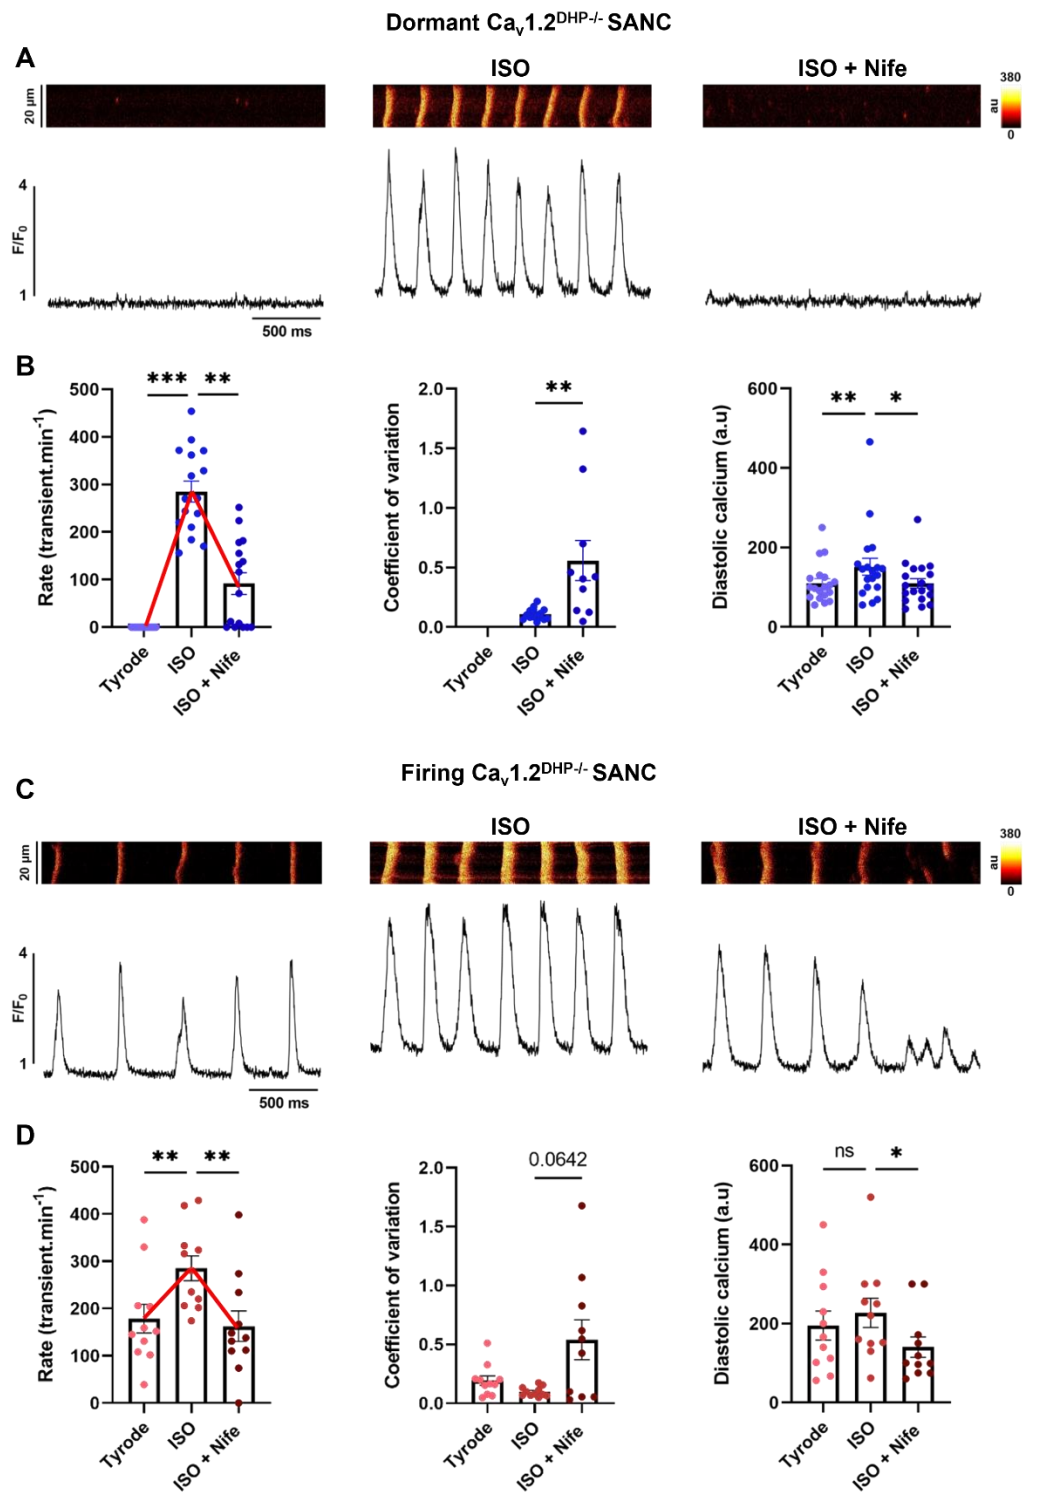 Dormant Cav1.2DHP-/- SANC
A
ISO
ISO + Nife
20 µm
380
au
0
4
F/F0
1
500 ms
B
*** **
500
400
300
200
100
0
Rate (transient.min-1)
Tyrode
ISO
ISO + Nife
**
2.0
1.5
1.0
0.5
0.0
Coefficient of variation
Tyrode
ISO
ISO + Nife
** *
600
400
200
0
Diastolic calcium (a.u)
Tyrode
ISO
ISO + Nife
Firing Cav1.2DHP-/- SANC
C
ISO
ISO + Nife
20 µm
380
au
0
4
F/F0
1
500 ms
D
** **
500
400
300
200
100
0
Rate (transient.min-1)
Tyrode
ISO
ISO + Nife
0.0642
2.0
1.5
1.0
0.5
0.0
Coefficient of variation
Tyrode
ISO
ISO + Nife
ns *
600
400
200
0
Diastolic calcium (a.u)
Tyrode
ISO
ISO + Nife